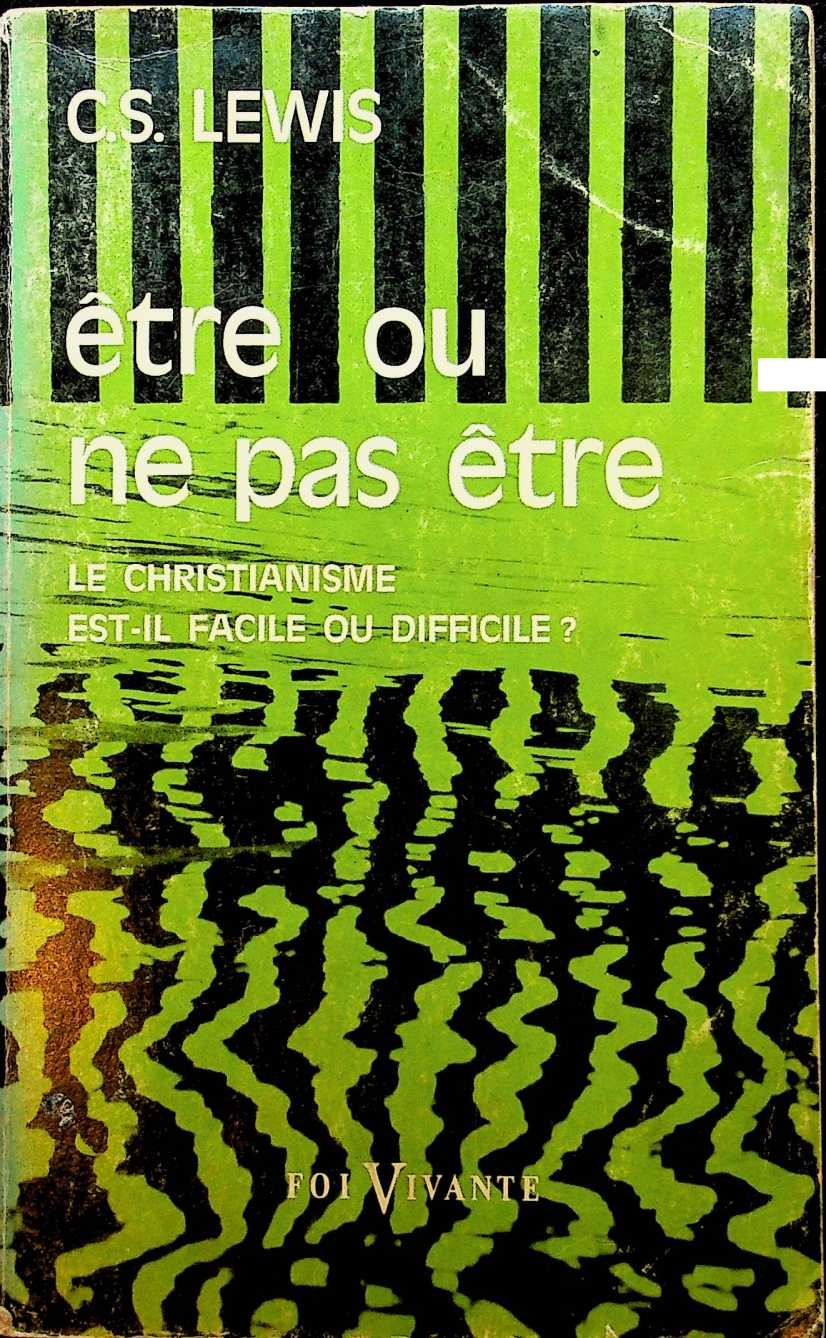 C.S. LEWIS
être ou
ne pas être
LE CHRISTIANISME
EST-IL FACILE OU DIFFICILE ?
FOI VIVANTE